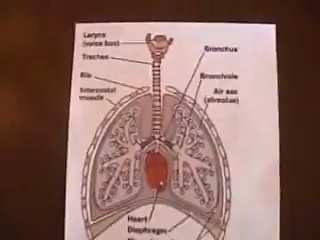 Larynx
(voice box)
Trachea
Rib
Intercostal
muscle
Bronchus
Bronchiole
Air sac
(alveolus)
Heart
Diaphragm